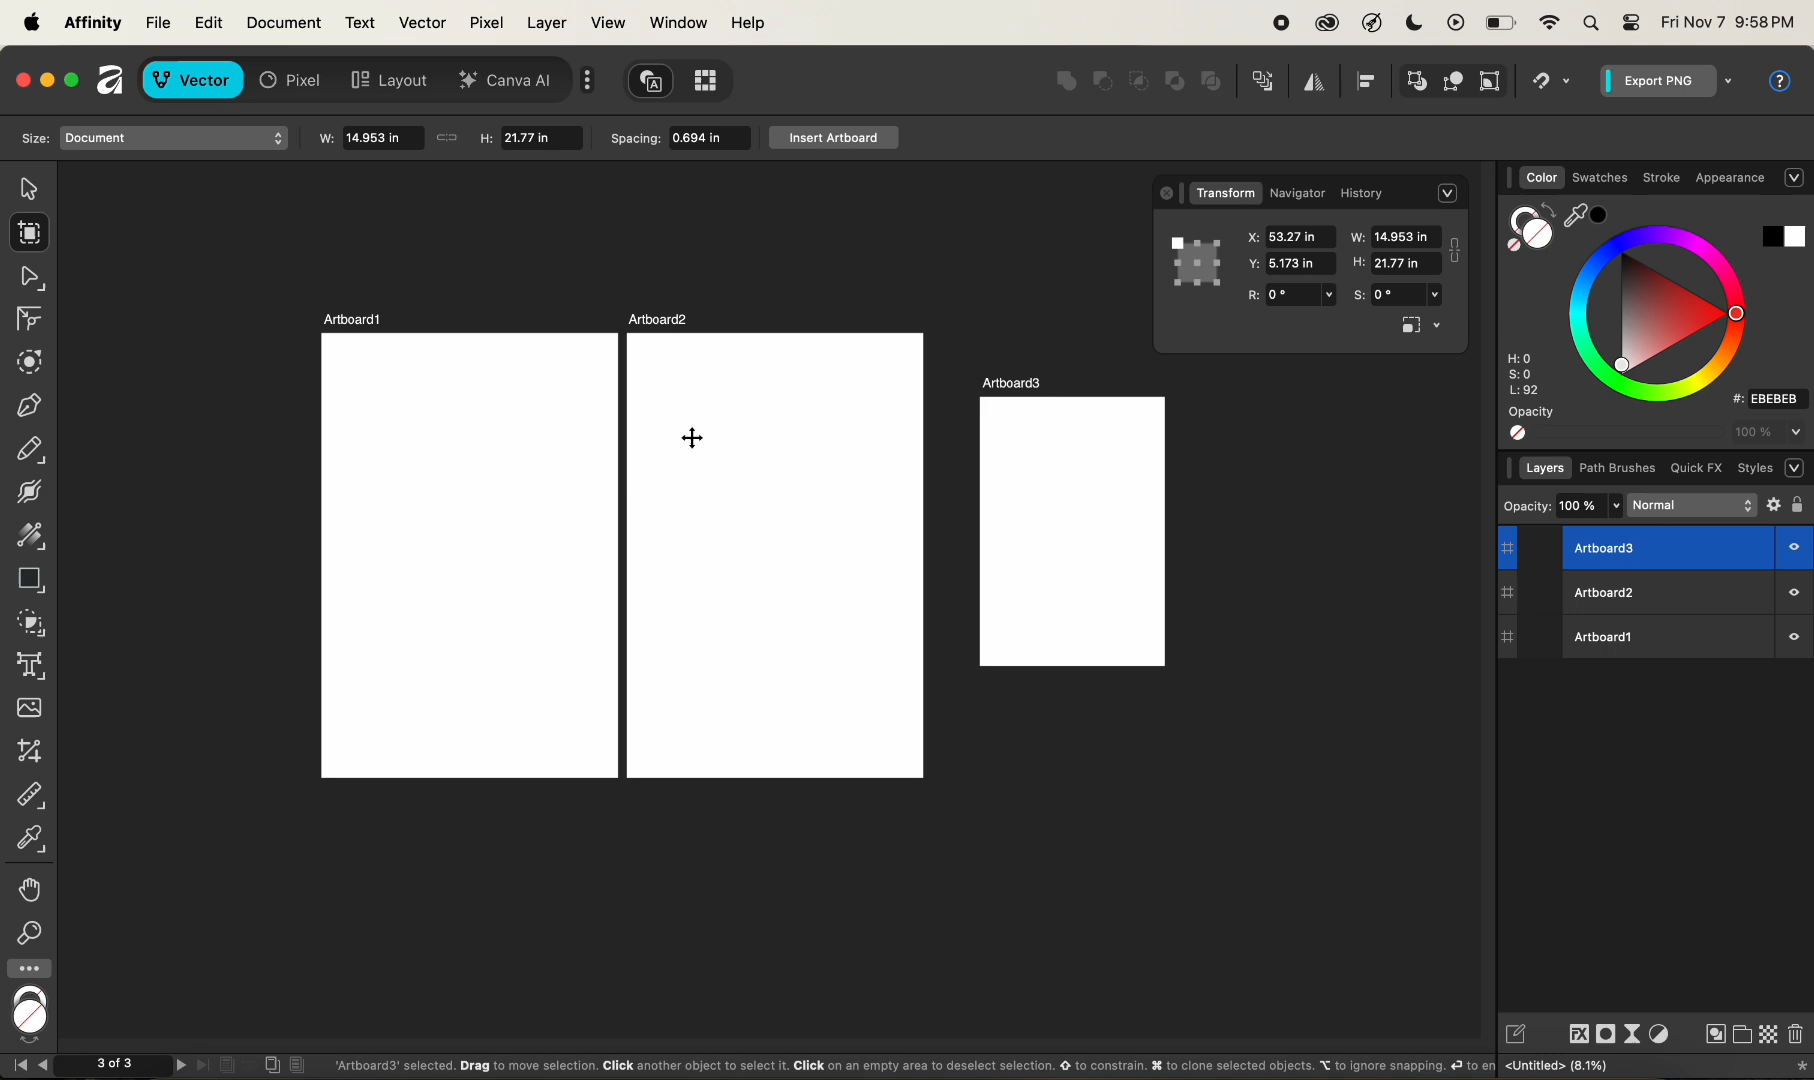 Affinity File Edit Document Text Vector Pixel Layer View Window Help Fri Nov 7 9:58 PM
Vector Pixel Layout Canva AI Export PNG ?
Size: Document W: 14.953 in H: 21.77 in Spacing: 0.694 in Insert Artboard
Transform Navigator History
X: 53.27 in W: 14.953 in
Y: 5.173 in H: 21.77 in
R: 0 ° S: 0 °
Color Swatches Stroke Appearance
H: 0
S: 0
L: 92
#: EBEBEB
Opacity
100 %
Artboard1
Artboard2
Artboard3
Layers Path Brushes Quick FX Styles
Opacity: 100 % Normal
Artboard3
Artboard2
Artboard1
3 of 3
'Artboard3' selected. Drag to move selection. Click another object to select it. Click on an empty area to deselect selection. ⇧ to constrain. ⌘ to clone selected objects. ⌥ to ignore snapping. ⏎ to en
<Untitled> (8.1%) *